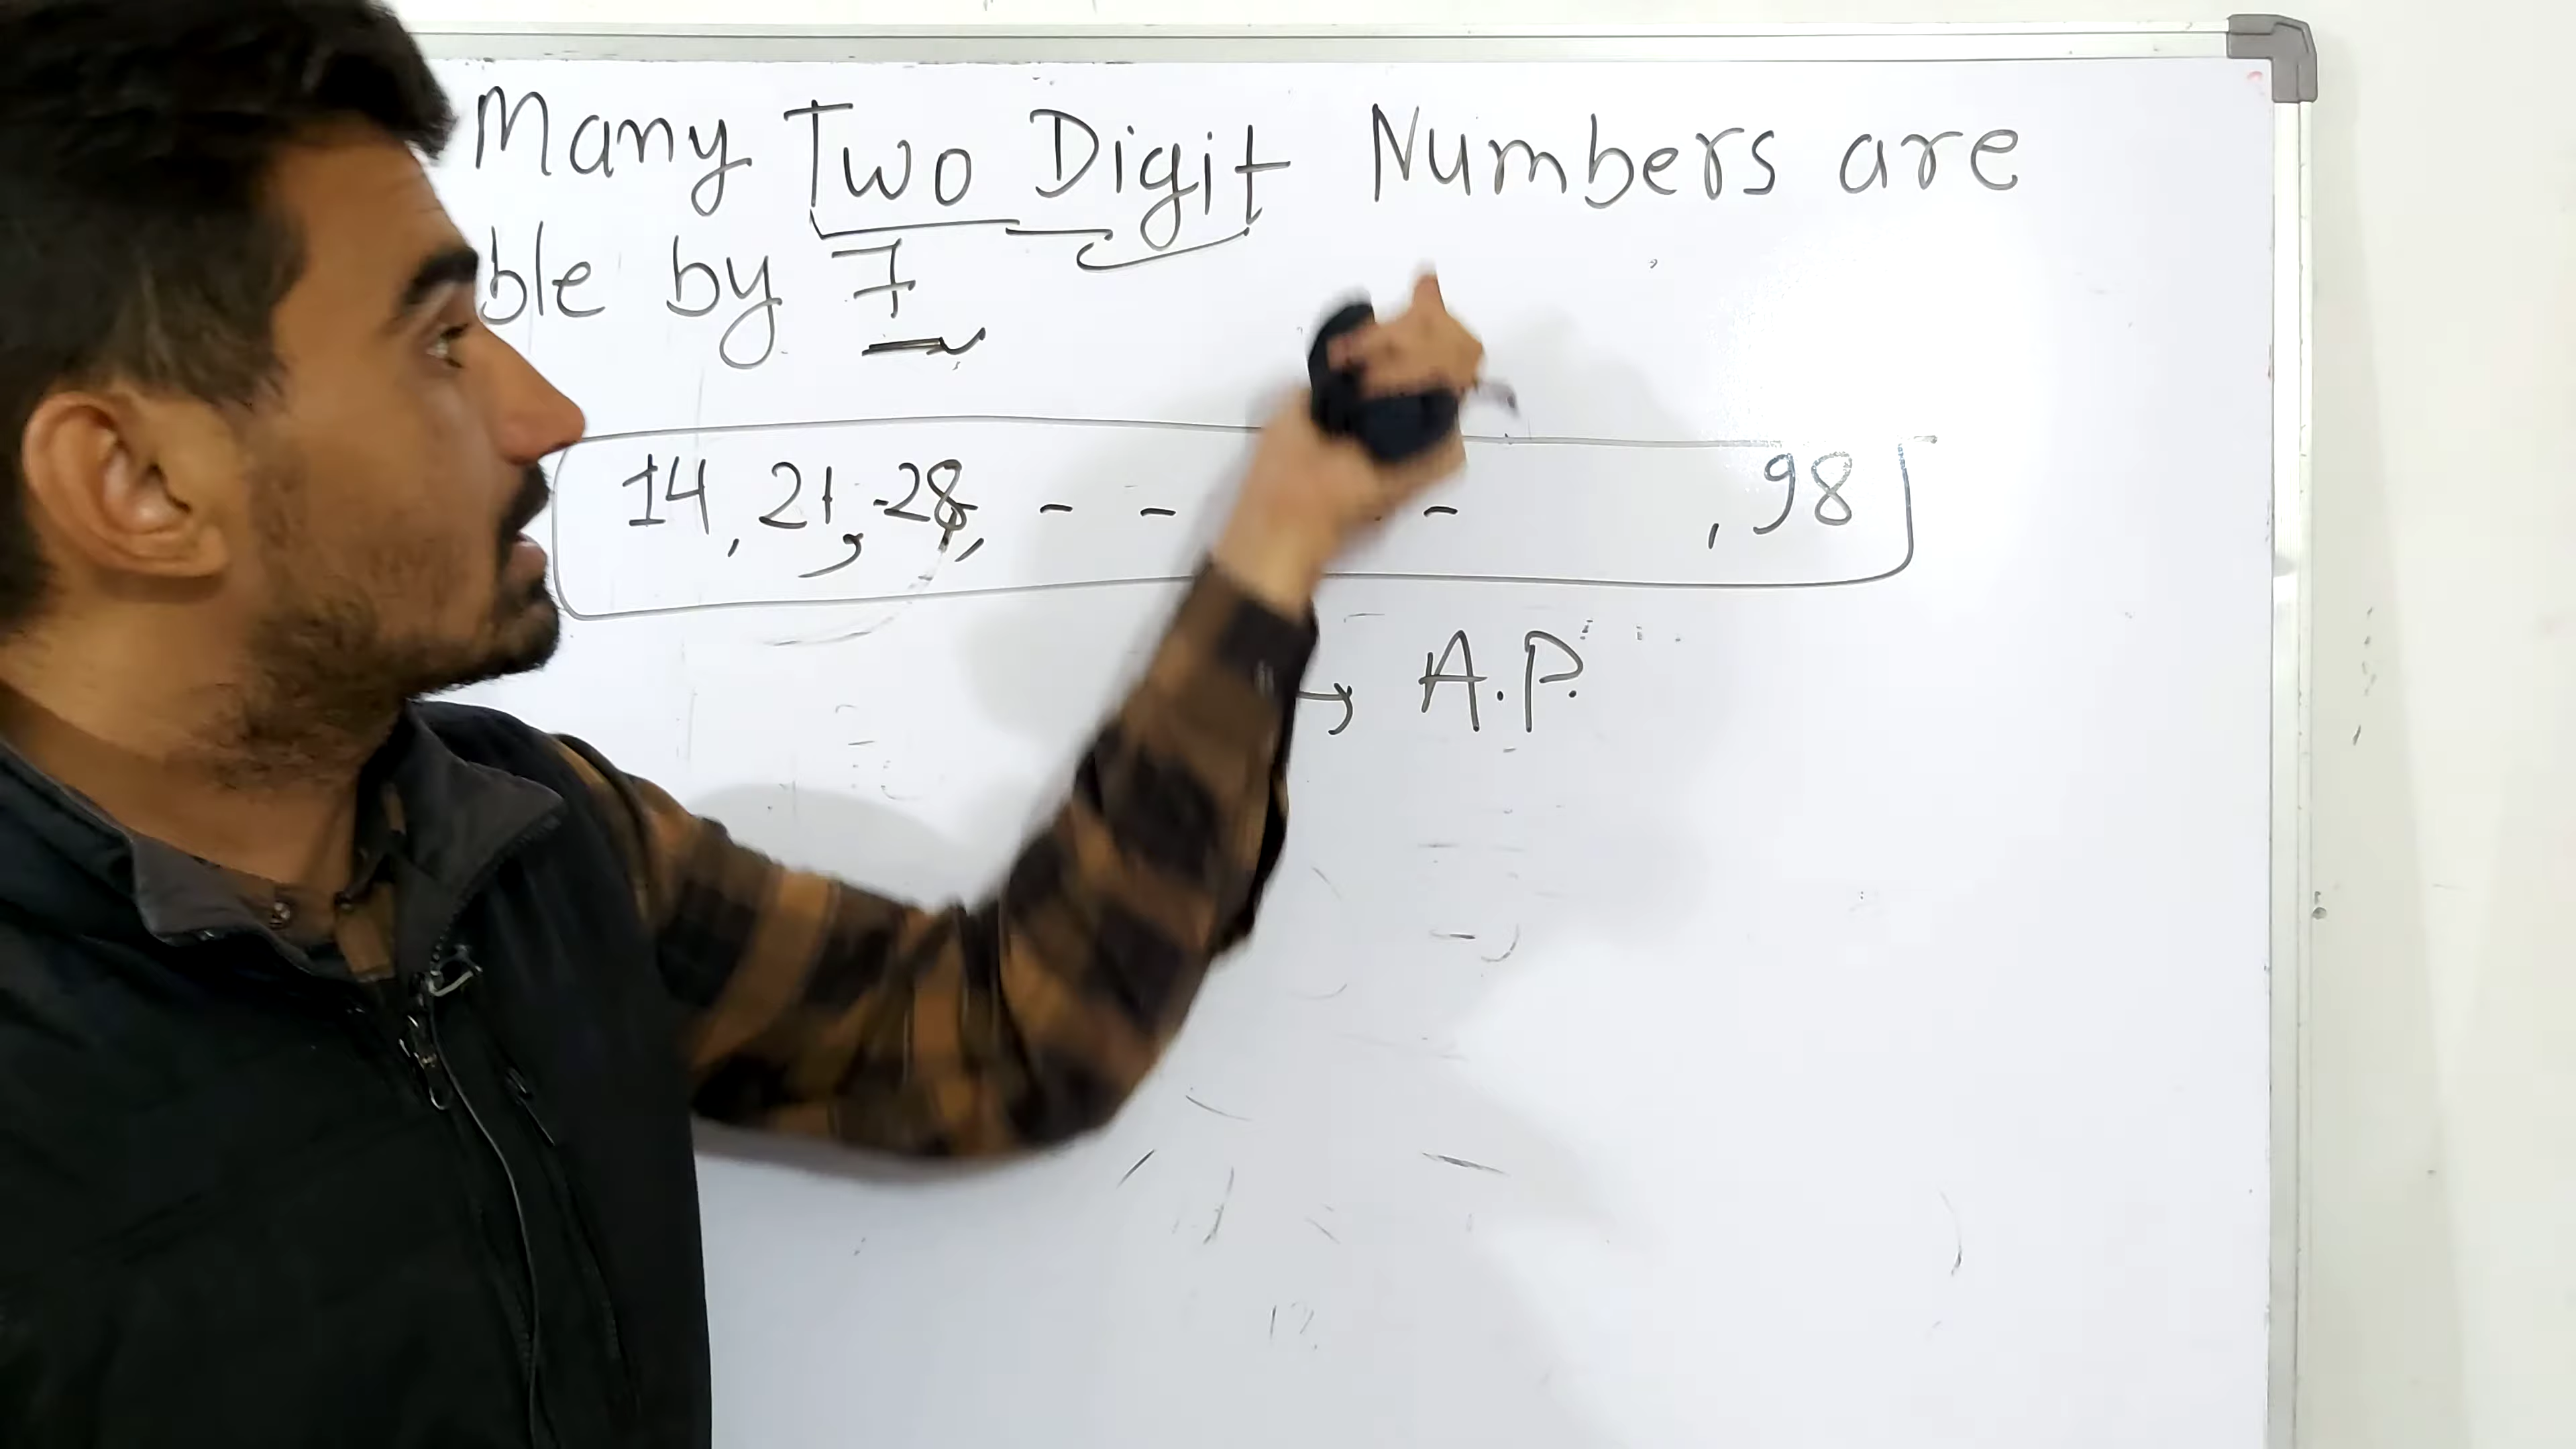 Many Two Digit Numbers are
ble by 7
14, 21, 28, - - - , 98
→ A.P.